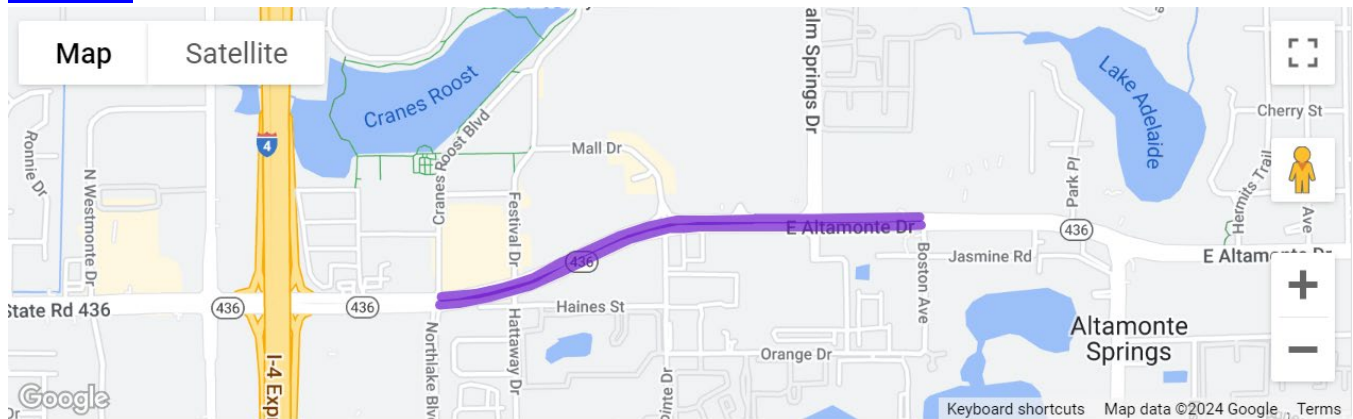 Map
Satellite
Cranes Roost
4
Ronnie Dr
N Westmonte Dr
Cranes Roost Blvd
Mall Dr
Festival Dr
alm Springs Dr
Lake Adelaide
Cherry St
Hermits Trail
Ave
Park Pl
E Altamonte Dr
436
436
Boston Ave
Jasmine Rd
E Altamonte Dr
State Rd 436
436
436
Haines St
Northlake Blv
Hattaway Dr
I-4 Exp
Orange Dr
ointe Dr
Altamonte
Springs
Google
Keyboard shortcuts
Map data ©2024 Google
Terms